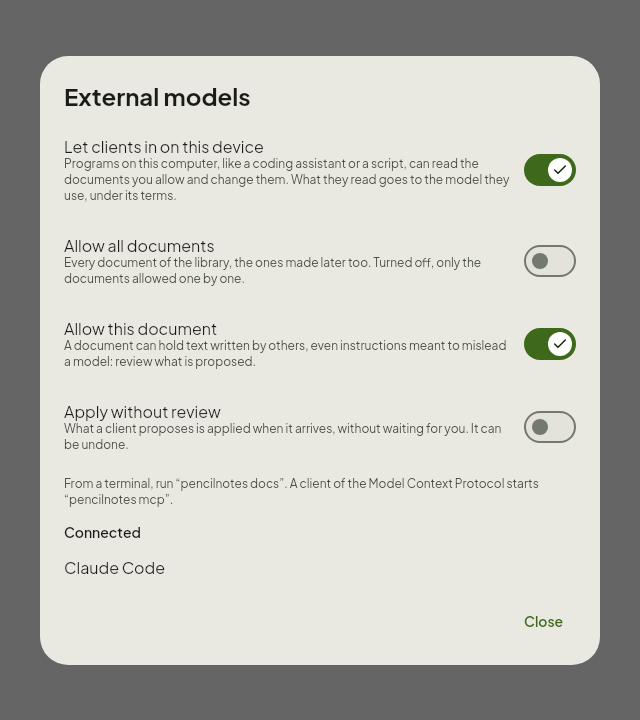 External models
Let clients in on this device
Programs on this computer, like a coding assistant or a script, can read the
documents you allow and change them. What they read goes to the model they
use, under its terms.
Allow all documents
Every document of the library, the ones made later too. Turned off, only the
documents allowed one by one.
Allow this document
A document can hold text written by others, even instructions meant to mislead
a model: review what is proposed.
Apply without review
What a client proposes is applied when it arrives, without waiting for you. It can
be undone.
From a terminal, run “pencilnotes docs”. A client of the Model Context Protocol starts
“pencilnotes mcp”.
Connected
Claude Code
Close